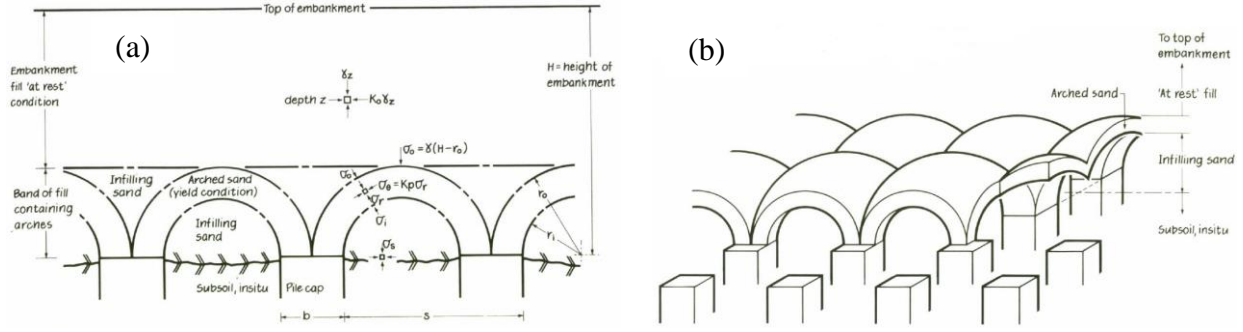 Top of embankment
(a)
Embankment
fill 'at rest'
condition
γz
depth z
K₀γz
H = height of
embankment
σ₀ = γ(H-r₀)
Infilling
sand
Arched sand
(yield condition)
σ₀
σθ = Kpσr
σr
σi
r₀
ri
Band of fill
containing
arches
Infilling
sand
σs
Subsoil, insitu
Pile cap
b
s
(b)
To top of
embankment
'At rest' fill
Arched sand
Infilling sand
Subsoil, insitu